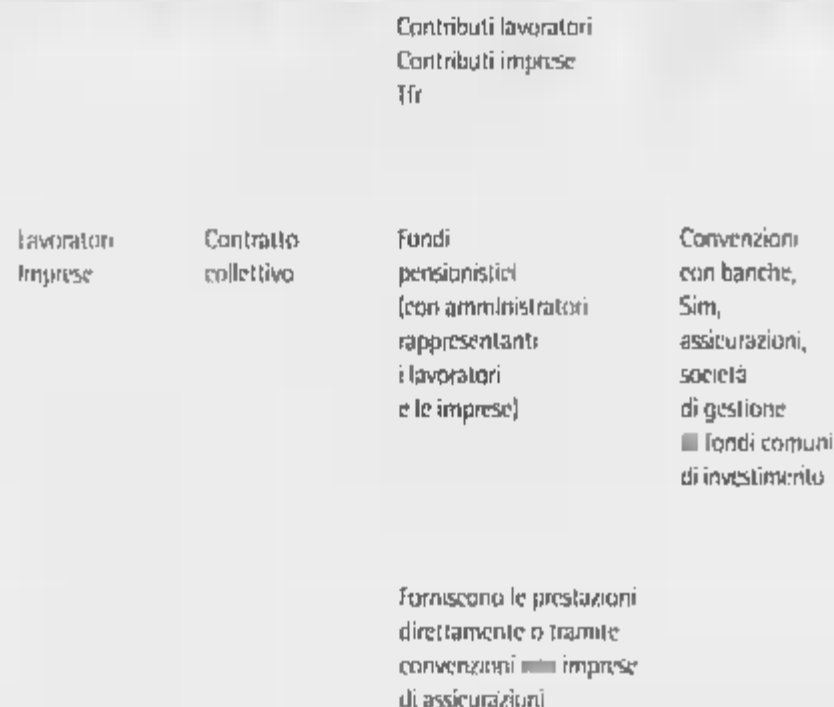 Contributi lavoratori
Contributi imprese
Tfr
Lavoratori
Imprese
Contratto
collettivo
Fondi
pensionistici
(con amministratori
rappresentanti
i lavoratori
e le imprese)
Convenzioni
con banche,
Sim,
assicurazioni,
società
di gestione
fondi comuni
di investimento
Forniscono le prestazioni
direttamente o tramite
convenzioni imprese
di assicurazioni